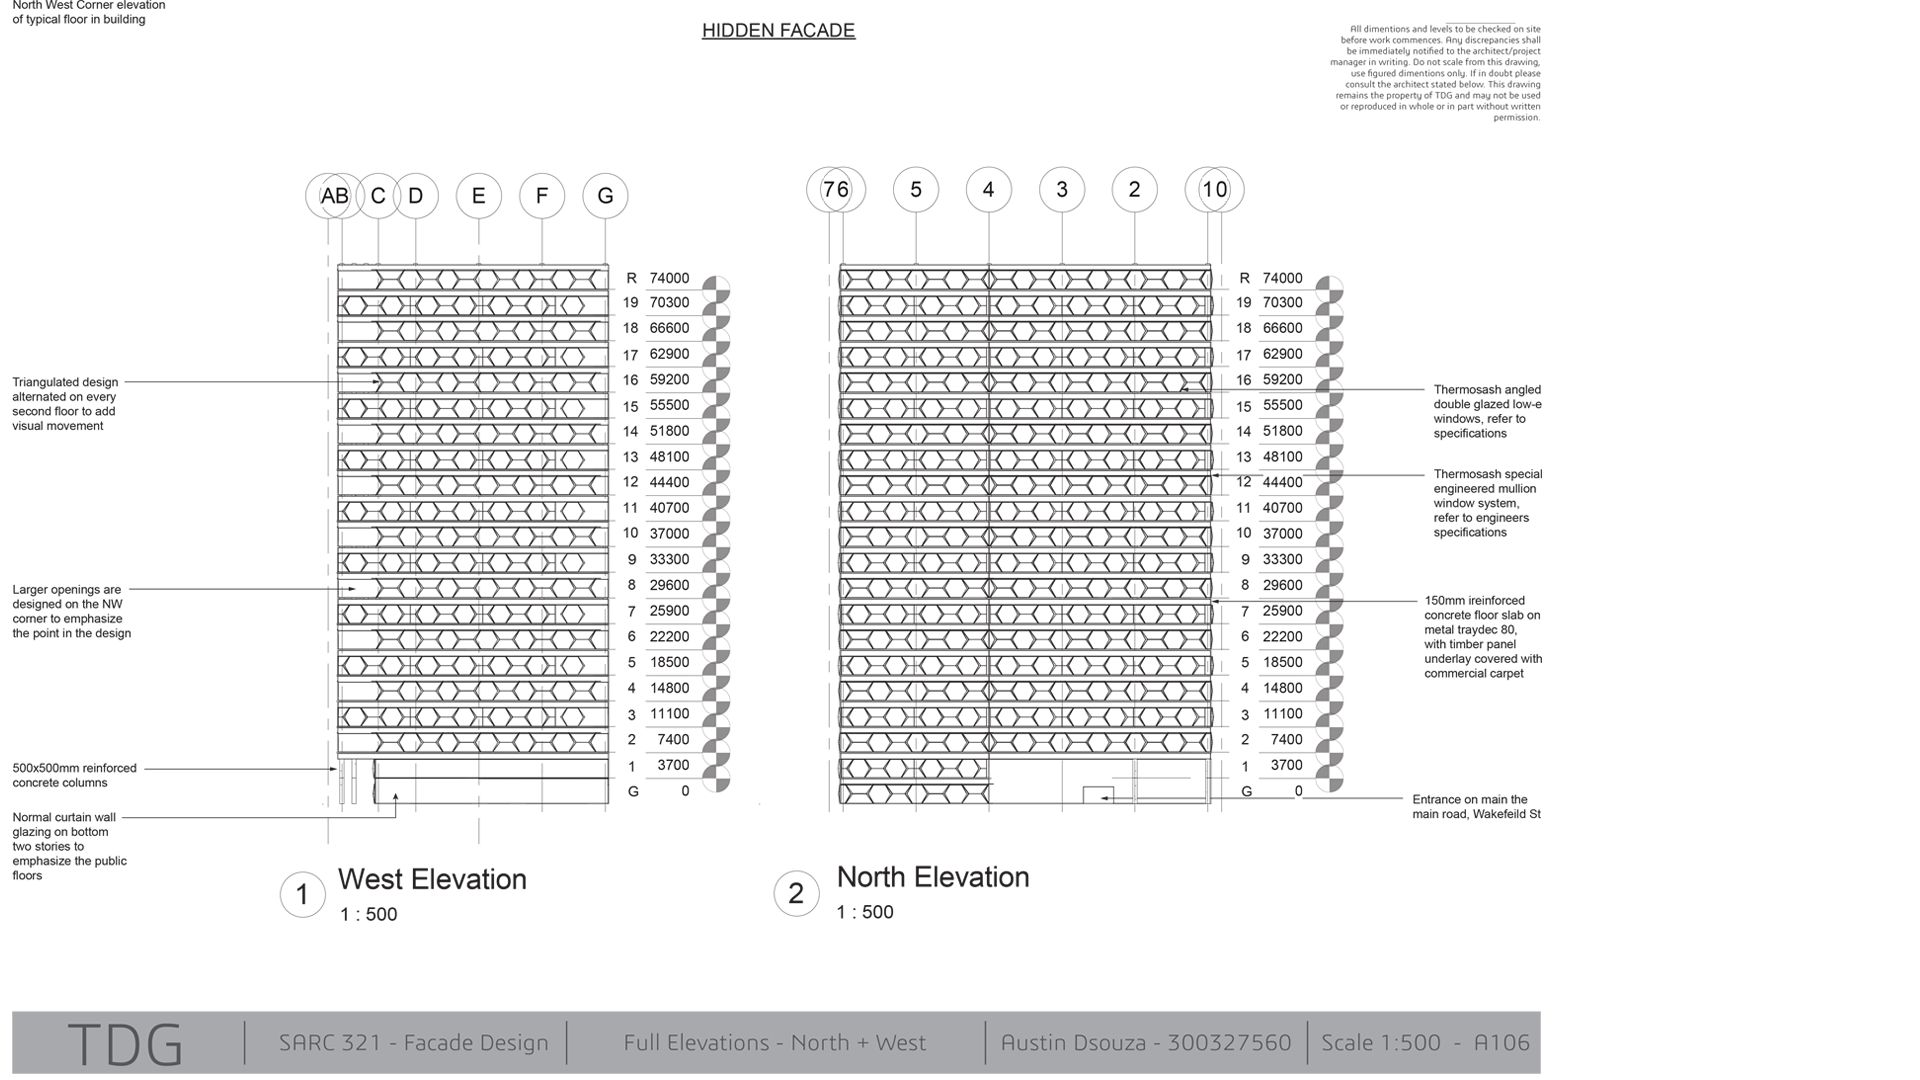 North West Corner elevation
of typical floor in building
HIDDEN FACADE
All dimentions and levels to be checked on site
before work commences. Any discrepancies shall
be immediately notified to the architect/project
manager in writing. Do not scale from this drawing,
use figured dimentions only. If in doubt please
consult the architect stated below. This drawing
remains the property of TDG and may not be used
or reproduced in whole or in part without written
permission.
A B C D E F G
7 6 5 4 3 2 1 0
R 74000
19 70300
18 66600
17 62900
16 59200
15 55500
14 51800
13 48100
12 44400
11 40700
10 37000
9 33300
8 29600
7 25900
6 22200
5 18500
4 14800
3 11100
2 7400
1 3700
G 0
R 74000
19 70300
18 66600
17 62900
16 59200
15 55500
14 51800
13 48100
12 44400
11 40700
10 37000
9 33300
8 29600
7 25900
6 22200
5 18500
4 14800
3 11100
2 7400
1 3700
G 0
Triangulated design
alternated on every
second floor to add
visual movement
Larger openings are
designed on the NW
corner to emphasize
the point in the design
500x500mm reinforced
concrete columns
Normal curtain wall
glazing on bottom
two stories to
emphasize the public
floors
Thermosash angled
double glazed low-e
windows, refer to
specifications
Thermosash special
engineered mullion
window system,
refer to engineers
specifications
150mm ireinforced
concrete floor slab on
metal traydec 80,
with timber panel
underlay covered with
commercial carpet
Entrance on main the
main road, Wakefeild St
1 West Elevation
1 : 500
2 North Elevation
1 : 500
TDG
SARC 321 - Facade Design
Full Elevations - North + West
Austin Dsouza - 300327560
Scale 1:500 - A106